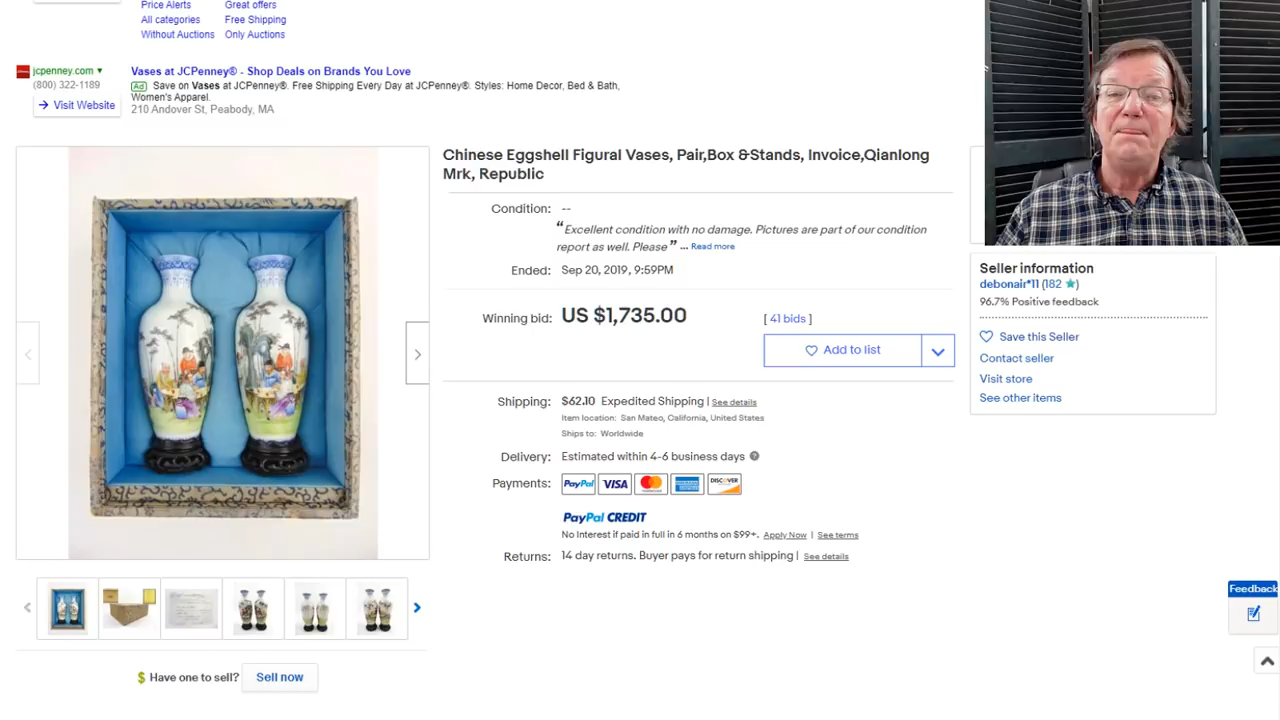 Price Alerts
Great offers
All categories
Free Shipping
Without Auctions
Only Auctions
jcpenney.com ▾
(800) 322-1189
→ Visit Website
Vases at JCPenney® - Shop Deals on Brands You Love
Ad Save on Vases at JCPenney®. Free Shipping Every Day at JCPenney®. Styles: Home Decor, Bed & Bath,
Women's Apparel.
210 Andover St, Peabody, MA
Chinese Eggshell Figural Vases, Pair,Box &Stands, Invoice,Qianlong
Mrk, Republic
Condition: --
“Excellent condition with no damage. Pictures are part of our condition
report as well. Please” ... Read more
Ended: Sep 20, 2019, 9:59PM
Winning bid: US $1,735.00 [ 41 bids ]
Add to list
Shipping: $62.10 Expedited Shipping | See details
Item location: San Mateo, California, United States
Ships to: Worldwide
Delivery: Estimated within 4-6 business days ?
Payments: PayPal VISA MasterCard AMERICAN EXPRESS DISCOVER
PayPal CREDIT
No Interest if paid in full in 6 months on $99+. Apply Now | See terms
Returns: 14 day returns. Buyer pays for return shipping | See details
Seller information
debonair*11 (182 ★)
96.7% Positive feedback
Save this Seller
Contact seller
Visit store
See other items
Feedback
$ Have one to sell? Sell now